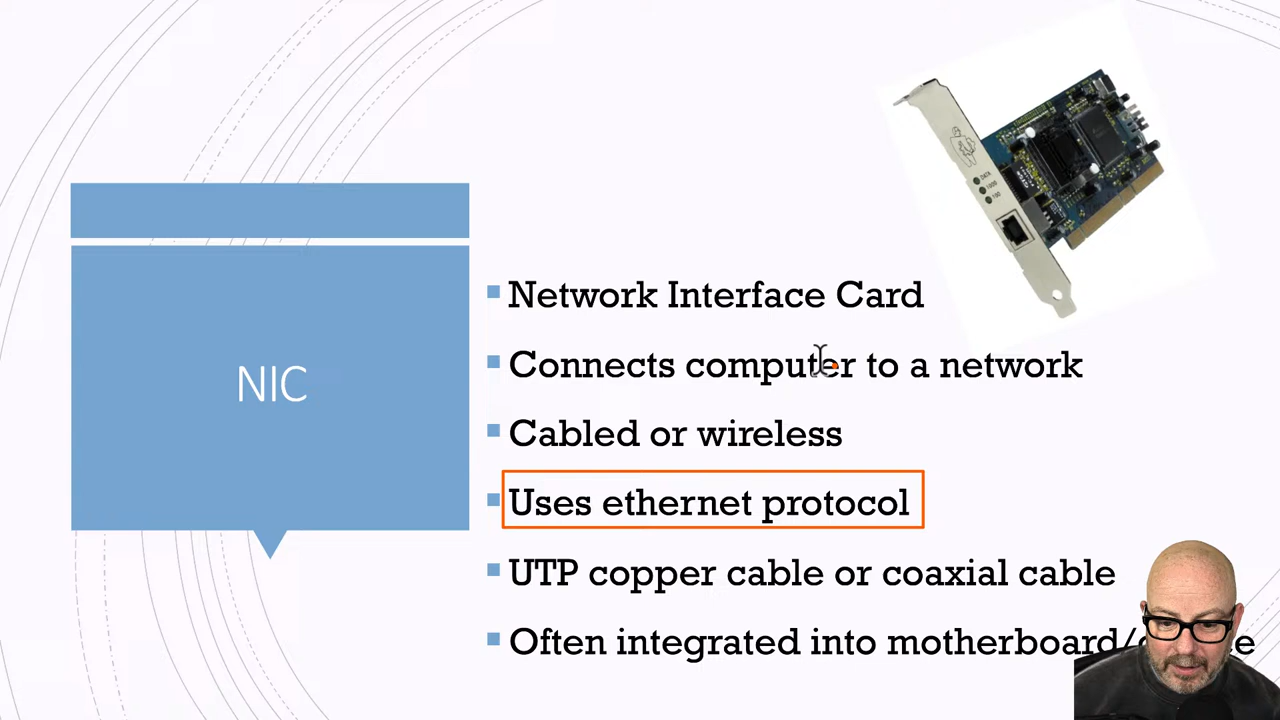 NIC
Network Interface Card
Connects computer to a network
Cabled or wireless
Uses ethernet protocol
UTP copper cable or coaxial cable
Often integrated into